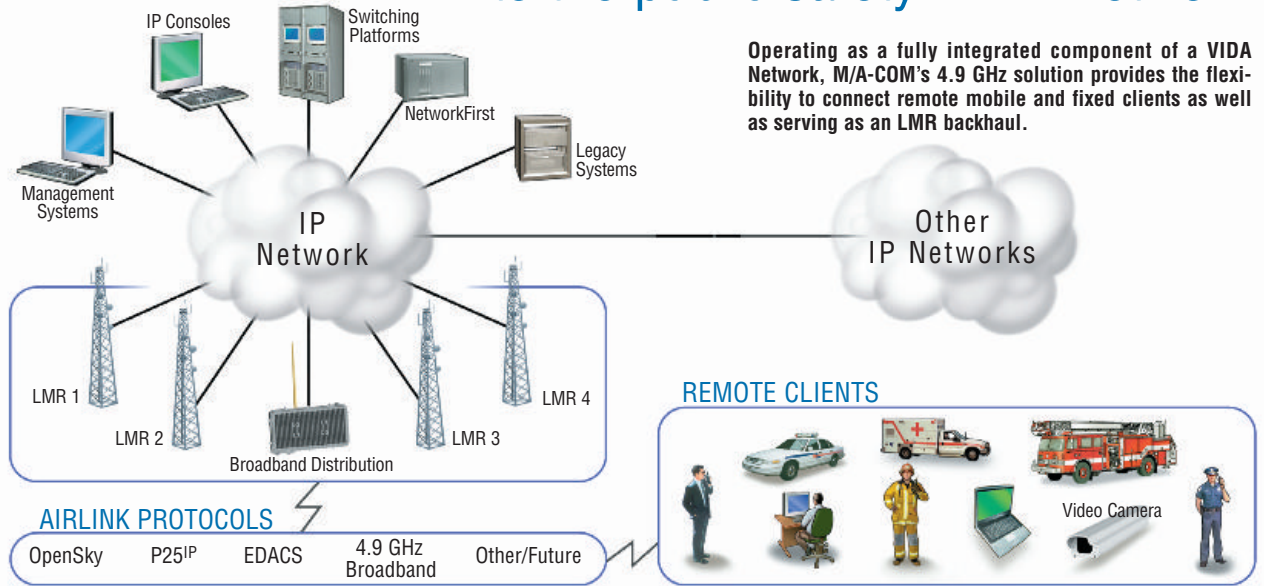 IP Consoles
Switching
Platforms
Operating as a fully integrated component of a VIDA
Network, M/A-COM's 4.9 GHz solution provides the flexi-
bility to connect remote mobile and fixed clients as well
as serving as an LMR backhaul.
NetworkFirst
Legacy
Systems
Management
Systems
IP
Network
Other
IP Networks
LMR 1
LMR 2
LMR 3
LMR 4
Broadband Distribution
REMOTE CLIENTS
Video Camera
AIRLINK PROTOCOLS
OpenSky
P25IP
EDACS
4.9 GHz
Broadband
Other/Future